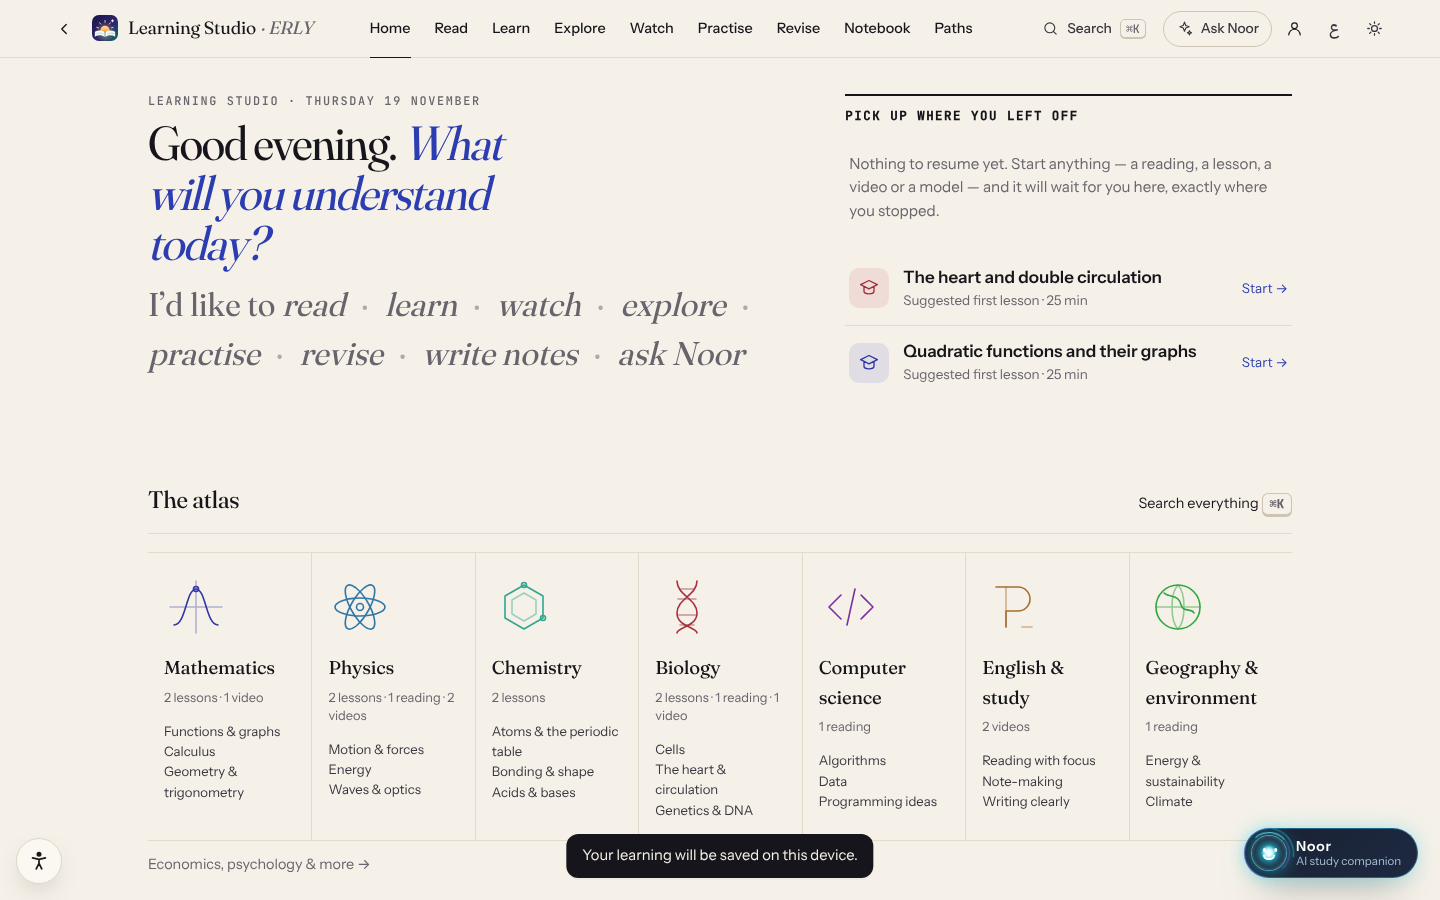 Learning Studio · ERLY
Home
Read
Learn
Explore
Watch
Practise
Revise
Notebook
Paths
Search ⌘K
Ask Noor
ع
LEARNING STUDIO · THURSDAY 19 NOVEMBER
Good evening. What
will you understand
today?
I’d like to read · learn · watch · explore ·
practise · revise · write notes · ask Noor
PICK UP WHERE YOU LEFT OFF
Nothing to resume yet. Start anything — a reading, a lesson, a
video or a model — and it will wait for you here, exactly where
you stopped.
The heart and double circulation
Suggested first lesson · 25 min
Start →
Quadratic functions and their graphs
Suggested first lesson · 25 min
Start →
The atlas
Search everything ⌘K
Mathematics
2 lessons · 1 video
Functions & graphs
Calculus
Geometry &
trigonometry
Physics
2 lessons · 1 reading · 2
videos
Motion & forces
Energy
Waves & optics
Chemistry
2 lessons
Atoms & the periodic
table
Bonding & shape
Acids & bases
Biology
2 lessons · 1 reading · 1
video
Cells
The heart &
circulation
Genetics & DNA
Computer
science
1 reading
Algorithms
Data
Programming ideas
English &
study
2 videos
Reading with focus
Note-making
Writing clearly
Geography &
environment
1 reading
Energy &
sustainability
Climate
Economics, psychology & more →
Your learning will be saved on this device.
Noor
AI study companion